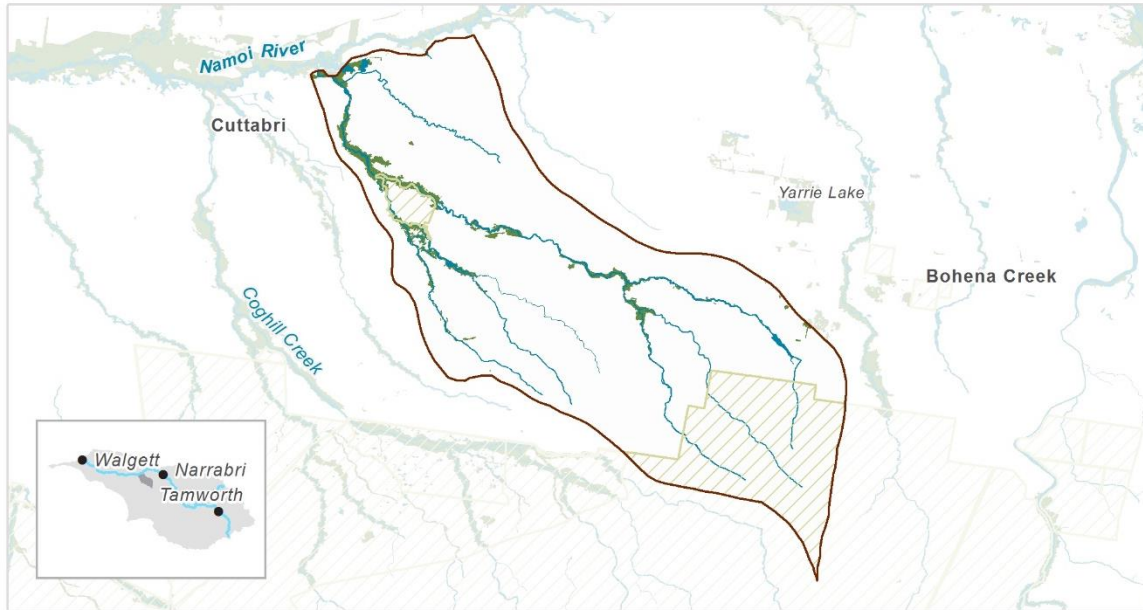 Namoi River
Cuttabri
Yarrie Lake
Bohena Creek
Coghill Creek
Walgett
Narrabri
Tamworth